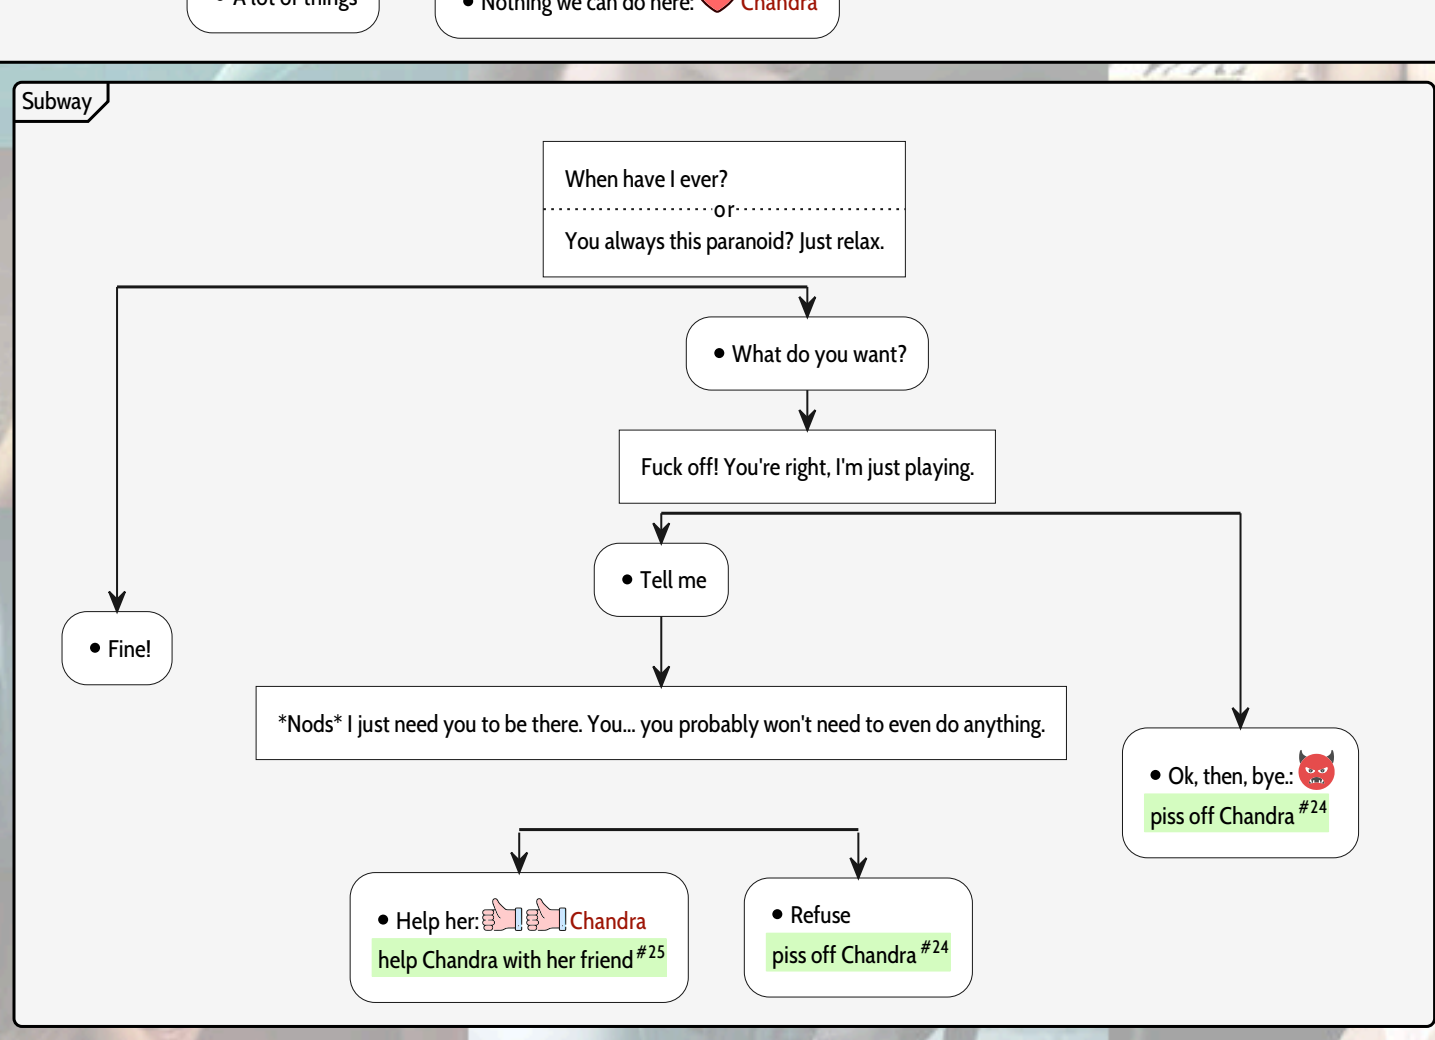 • A lot of things
• Nothing we can do here: Chandra
Subway
When have I ever?
or
You always this paranoid? Just relax.
• What do you want?
Fuck off! You're right, I'm just playing.
• Tell me
• Fine!
*Nods* I just need you to be there. You... you probably won't need to even do anything.
• Ok, then, bye.:
piss off Chandra #24
• Help her: Chandra
help Chandra with her friend #25
• Refuse
piss off Chandra #24